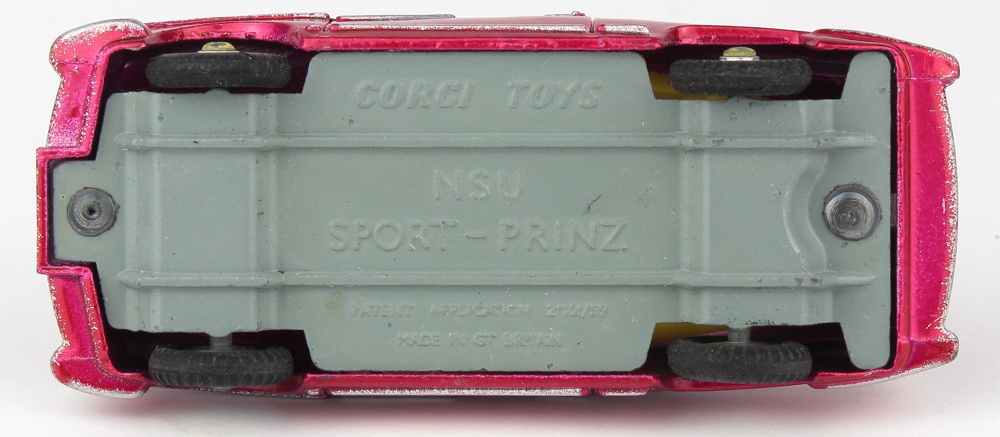 CORGI TOYS
NSU
SPORT-PRINZ
PATENT APPLICATION
MADE IN GT BRITAIN